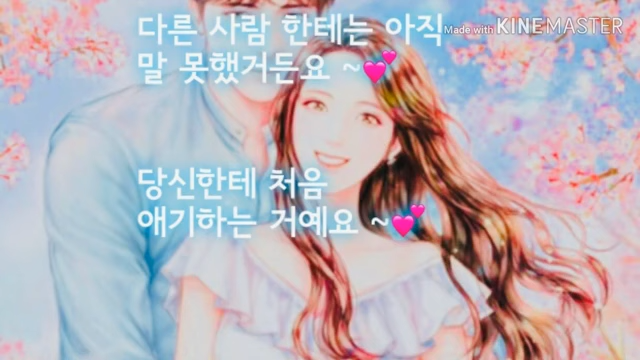 다른 사람 한테는 아직
Made with KINEMASTER
말 못했거든요 ~💕
당신한테 처음
얘기하는 거예요 ~💕